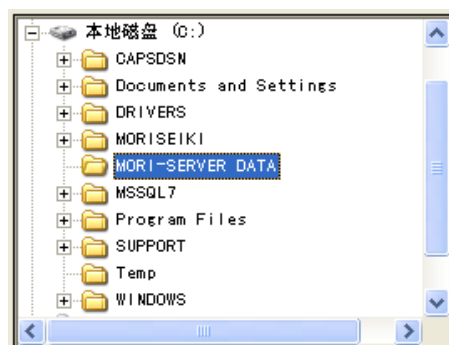 本地磁盘 (C:)
CAPSDSN
Documents and Settings
DRIVERS
MORISEIKI
MORI-SERVER DATA
MSSQL7
Program Files
SUPPORT
Temp
WINDOWS